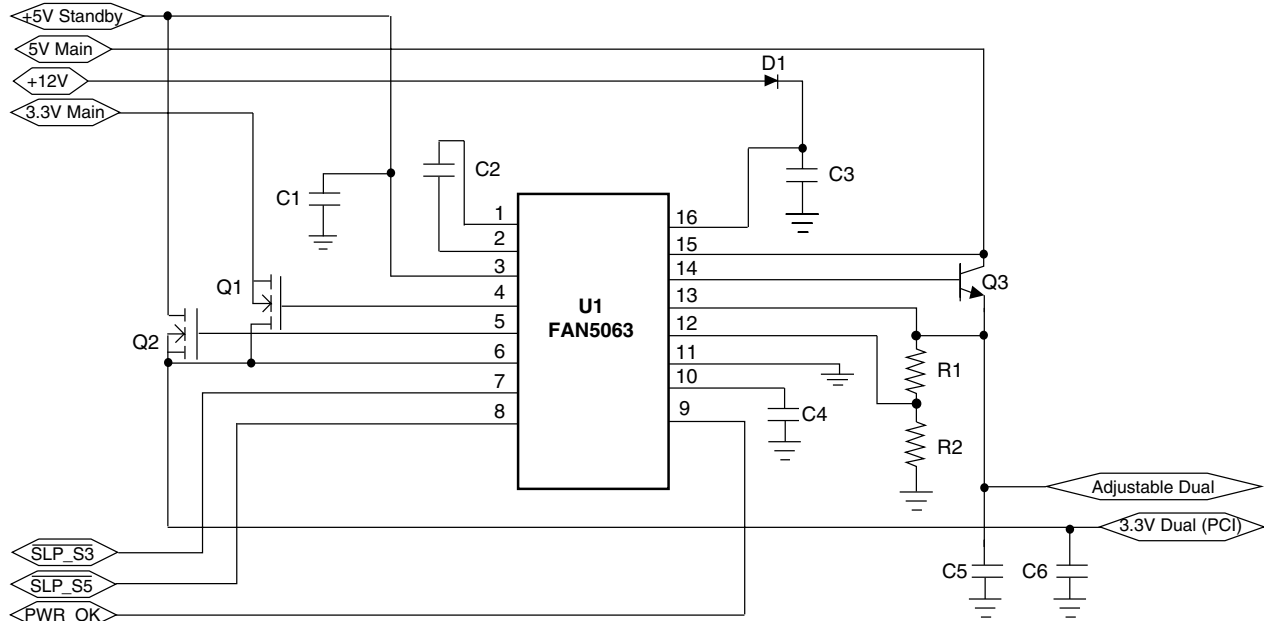 +5V Standby
5V Main
+12V
3.3V Main
D1
C1
C2
C3
1
2
3
4
5
6
7
8
16
15
14
13
12
11
10
9
U1
FAN5063
Q1
Q2
Q3
R1
R2
C4
Adjustable Dual
3.3V Dual (PCI)
C5
C6
SLP_S3
SLP_S5
PWR_OK